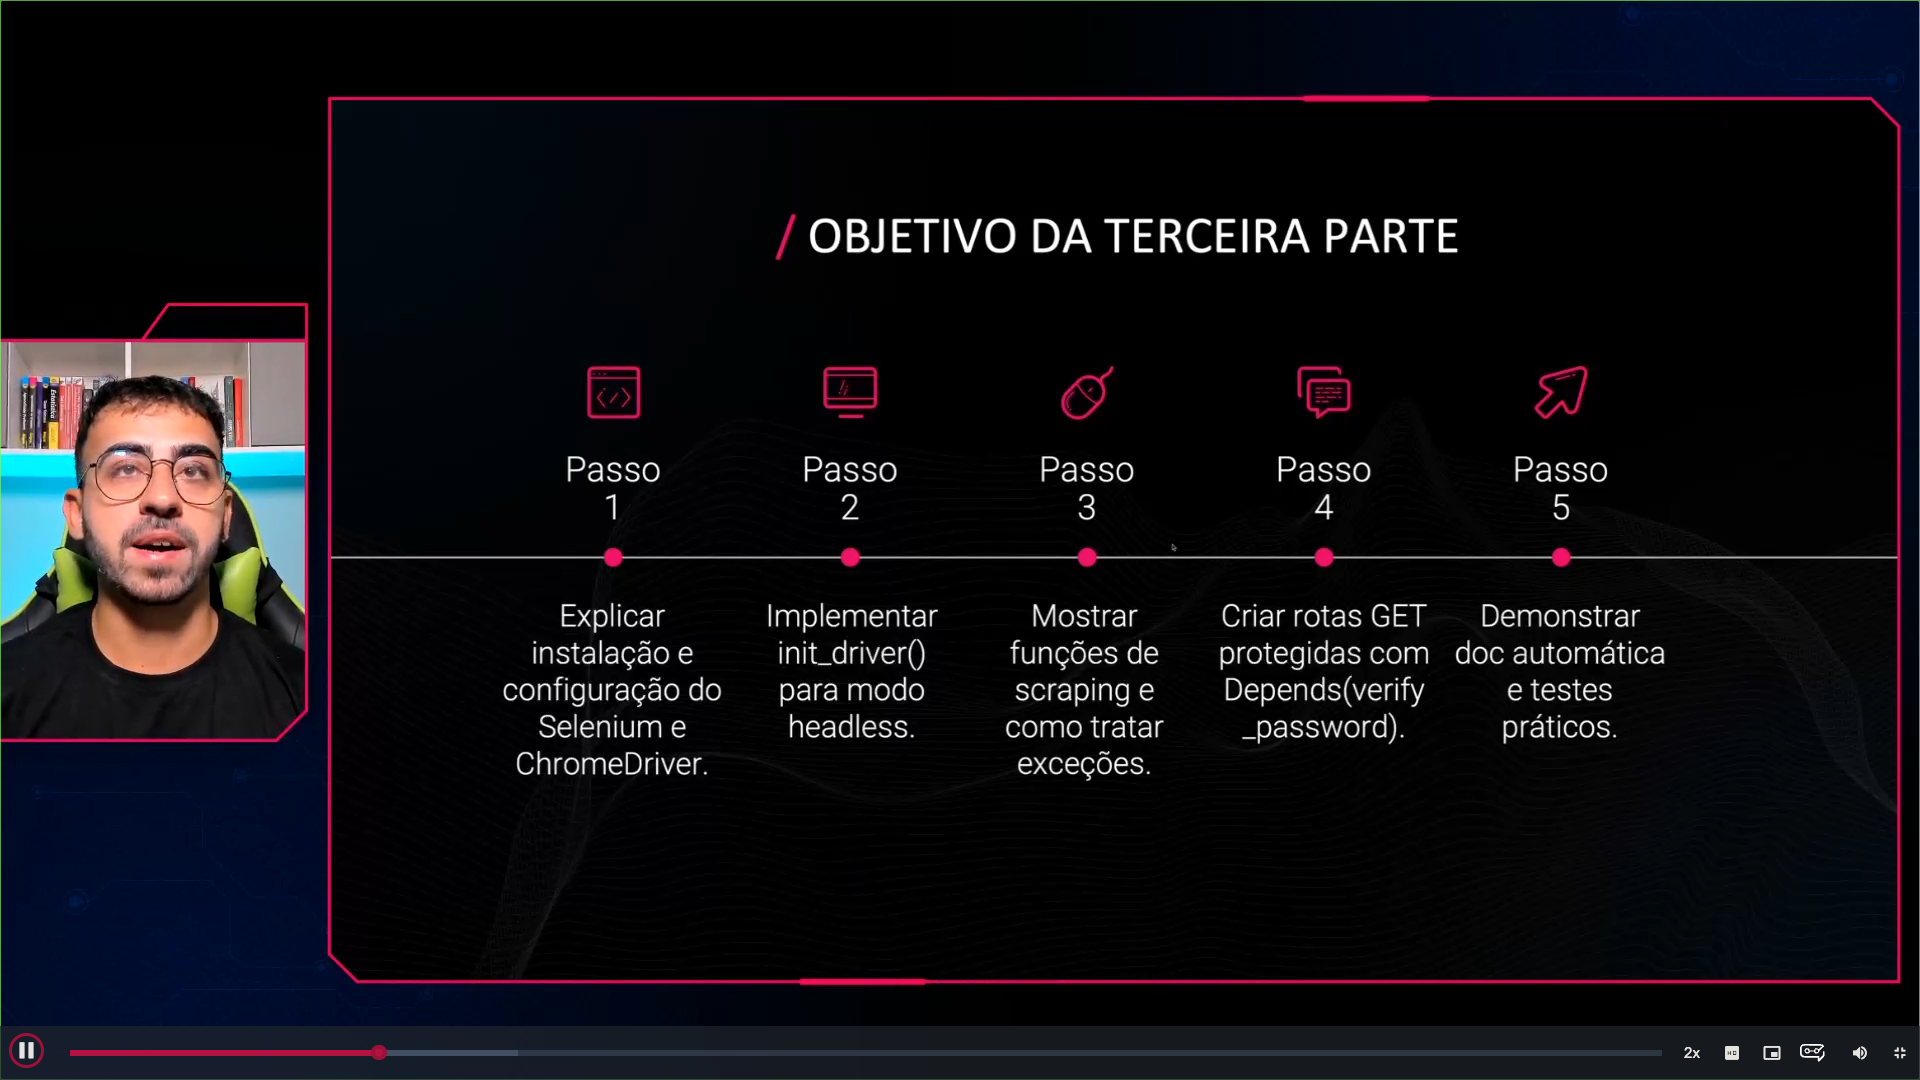 / OBJETIVO DA TERCEIRA PARTE
Passo
1
Passo
2
Passo
3
Passo
4
Passo
5
Explicar
instalação e
configuração do
Selenium e
ChromeDriver.
Implementar
init_driver()
para modo
headless.
Mostrar
funções de
scraping e
como tratar
exceções.
Criar rotas GET
protegidas com
Depends(verify
_password).
Demonstrar
doc automática
e testes
práticos.
2x
HD